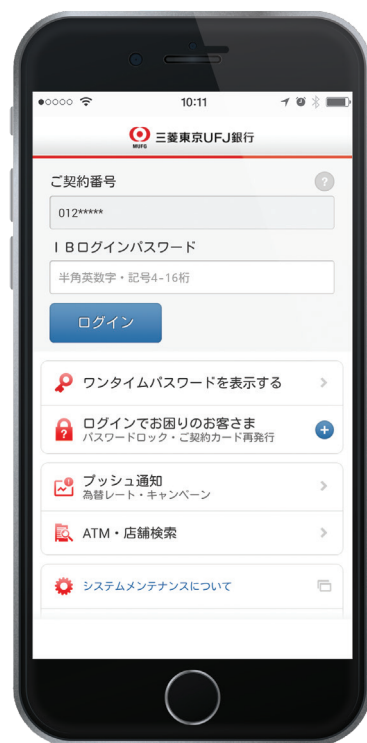 10:11
MUFG 三菱東京UFJ銀行
ご契約番号
?
012*****
IBログインパスワード
半角英数字・記号4-16桁
ログイン
ワンタイムパスワードを表示する
ログインでお困りのお客さま
パスワードロック・ご契約カード再発行
プッシュ通知
為替レート・キャンペーン
ATM・店舗検索
システムメンテナンスについて